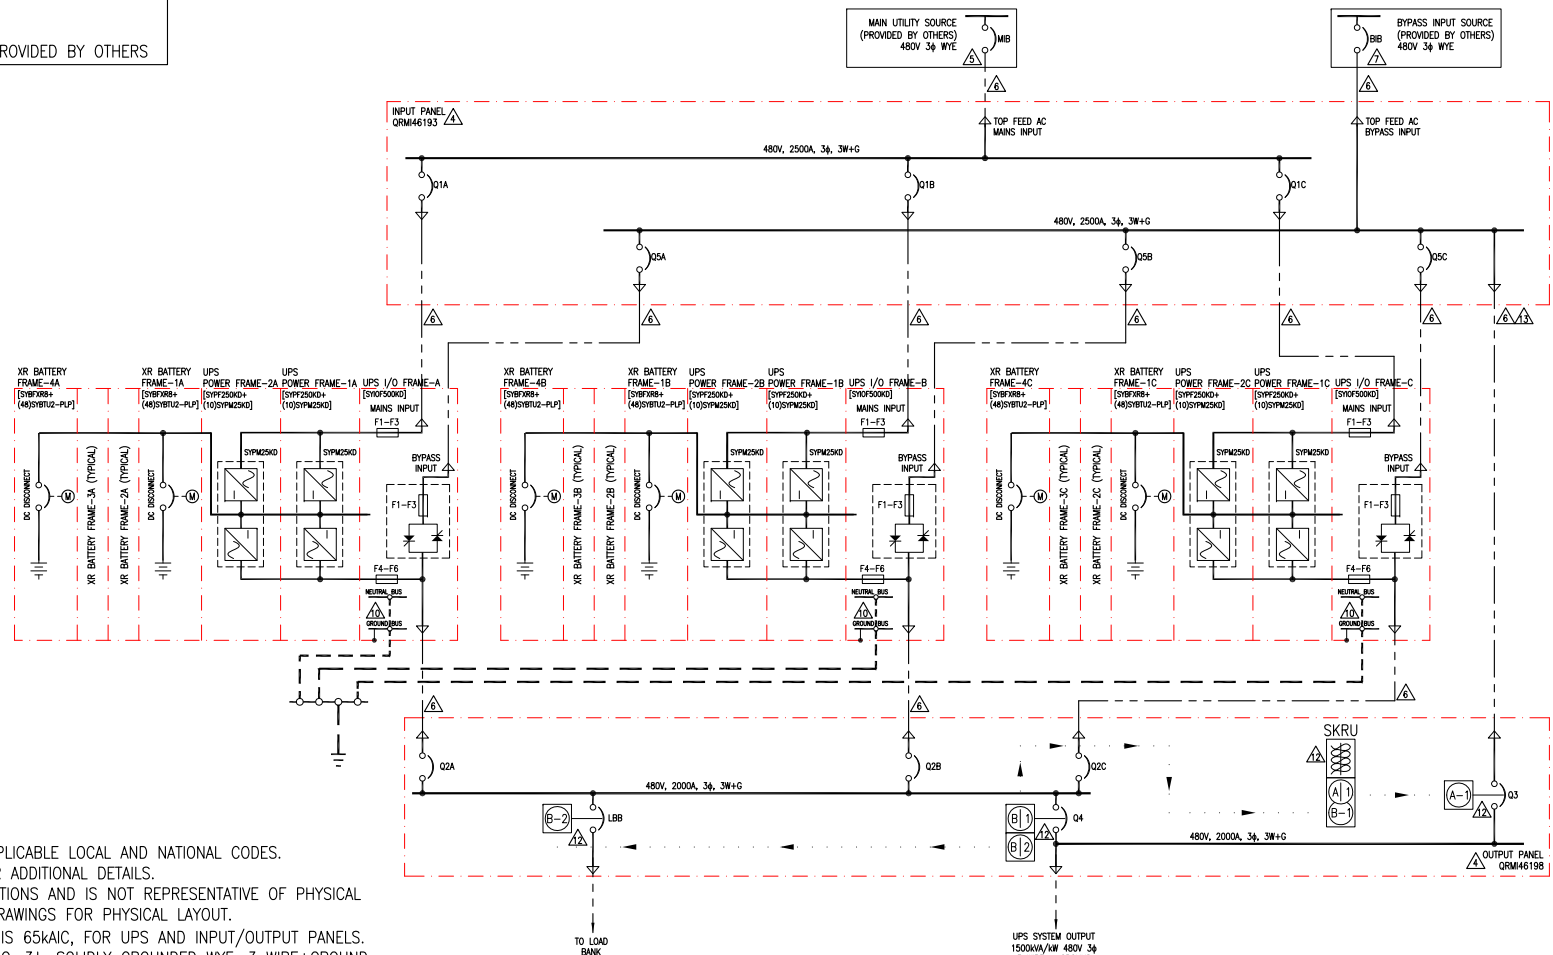 ROVIDED BY OTHERS
MAIN UTILITY SOURCE
(PROVIDED BY OTHERS)
480V 3ϕ WYE
MIB
5
BYPASS INPUT SOURCE
(PROVIDED BY OTHERS)
480V 3ϕ WYE
BIB
7
6
6
INPUT PANEL
QRMI46193
4
TOP FEED AC
MAINS INPUT
TOP FEED AC
BYPASS INPUT
480V, 2500A, 3ϕ, 3W+G
Q1A
Q1B
Q1C
480V, 2500A, 3ϕ, 3W+G
Q5A
Q5B
Q5C
6
6
6
6
6
6
6
13
XR BATTERY
FRAME-4A
[SYBFXR8+
(48)SYBTU2-PLP]
XR BATTERY
FRAME-1A
[SYBFXR8+
(48)SYBTU2-PLP]
UPS
POWER FRAME-2A
[SYPF250KD+
(10)SYPM25KD]
UPS
POWER FRAME-1A
[SYPF250KD+
(10)SYPM25KD]
UPS I/O FRAME-A
[SYIOF500KD]
MAINS INPUT
F1-F3
SYPM25KD
SYPM25KD
BYPASS
INPUT
F1-F3
DC DISCONNECT
M
XR BATTERY FRAME-3A (TYPICAL)
XR BATTERY FRAME-2A (TYPICAL)
DC DISCONNECT
M
F4-F6
NEUTRAL BUS
10
GROUND BUS
XR BATTERY
FRAME-4B
[SYBFXR8+
(48)SYBTU2-PLP]
XR BATTERY
FRAME-1B
[SYBFXR8+
(48)SYBTU2-PLP]
UPS
POWER FRAME-2B
[SYPF250KD+
(10)SYPM25KD]
UPS
POWER FRAME-1B
[SYPF250KD+
(10)SYPM25KD]
UPS I/O FRAME-B
[SYIOF500KD]
MAINS INPUT
F1-F3
SYPM25KD
SYPM25KD
BYPASS
INPUT
F1-F3
DC DISCONNECT
M
XR BATTERY FRAME-3B (TYPICAL)
XR BATTERY FRAME-2B (TYPICAL)
DC DISCONNECT
M
F4-F6
NEUTRAL BUS
10
GROUND BUS
XR BATTERY
FRAME-4C
[SYBFXR8+
(48)SYBTU2-PLP]
XR BATTERY
FRAME-1C
[SYBFXR8+
(48)SYBTU2-PLP]
UPS
POWER FRAME-2C
[SYPF250KD+
(10)SYPM25KD]
UPS
POWER FRAME-1C
[SYPF250KD+
(10)SYPM25KD]
UPS I/O FRAME-C
[SYIOF500KD]
MAINS INPUT
F1-F3
SYPM25KD
SYPM25KD
BYPASS
INPUT
F1-F3
DC DISCONNECT
M
XR BATTERY FRAME-3C (TYPICAL)
XR BATTERY FRAME-2C (TYPICAL)
DC DISCONNECT
M
F4-F6
NEUTRAL BUS
10
GROUND BUS
6
6
6
Q2A
Q2B
Q2C
SKRU
12
A 1
B-1
A-1
Q3
12
480V, 2000A, 3ϕ, 3W+G
B-2
LBB
12
B 1
B 2
Q4
12
480V, 2000A, 3ϕ, 3W+G
4
OUTPUT PANEL
QRMI46198
PLICABLE LOCAL AND NATIONAL CODES.
ADDITIONAL DETAILS.
TIONS AND IS NOT REPRESENTATIVE OF PHYSICAL
RAWINGS FOR PHYSICAL LAYOUT.
IS 65kAIC, FOR UPS AND INPUT/OUTPUT PANELS.
SOLIDLY GROUNDED WYE, 3 WIRE+GROUND
TO LOAD
BANK
UPS SYSTEM OUTPUT
1500kVA/kW 480V 3ϕ